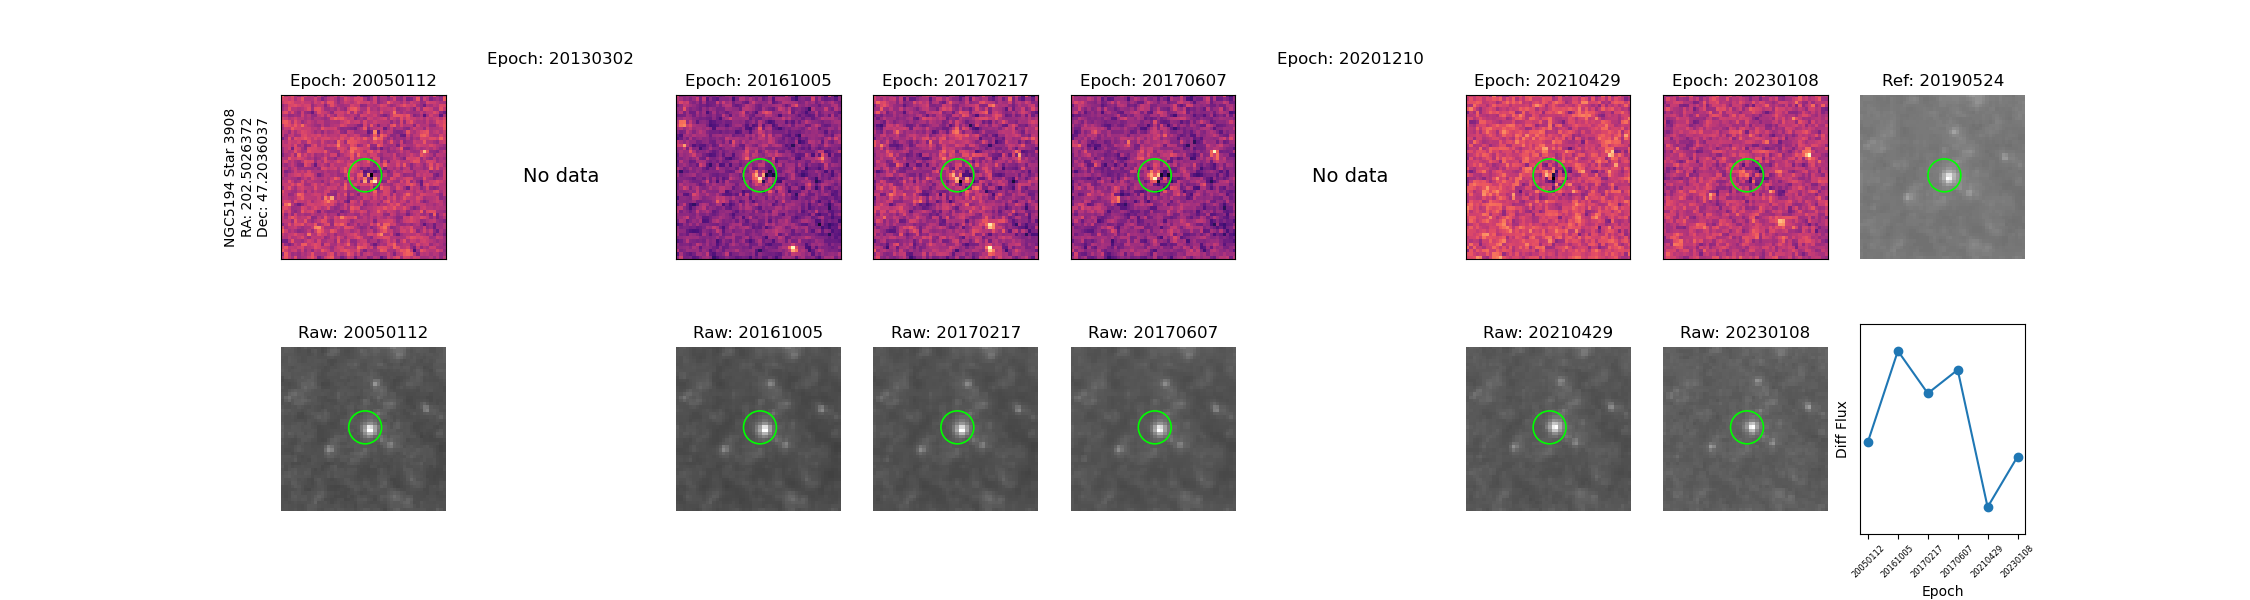 NGC5194 Star 3908
RA: 202.5026372
Dec: 47.2036037
Epoch: 20050112
Epoch: 20130302
No data
Epoch: 20161005
Epoch: 20170217
Epoch: 20170607
Epoch: 20201210
No data
Epoch: 20210429
Epoch: 20230108
Ref: 20190524
Raw: 20050112
Raw: 20161005
Raw: 20170217
Raw: 20170607
Raw: 20210429
Raw: 20230108
Diff Flux
20050112
20161005
20170217
20170607
20210429
20230108
Epoch